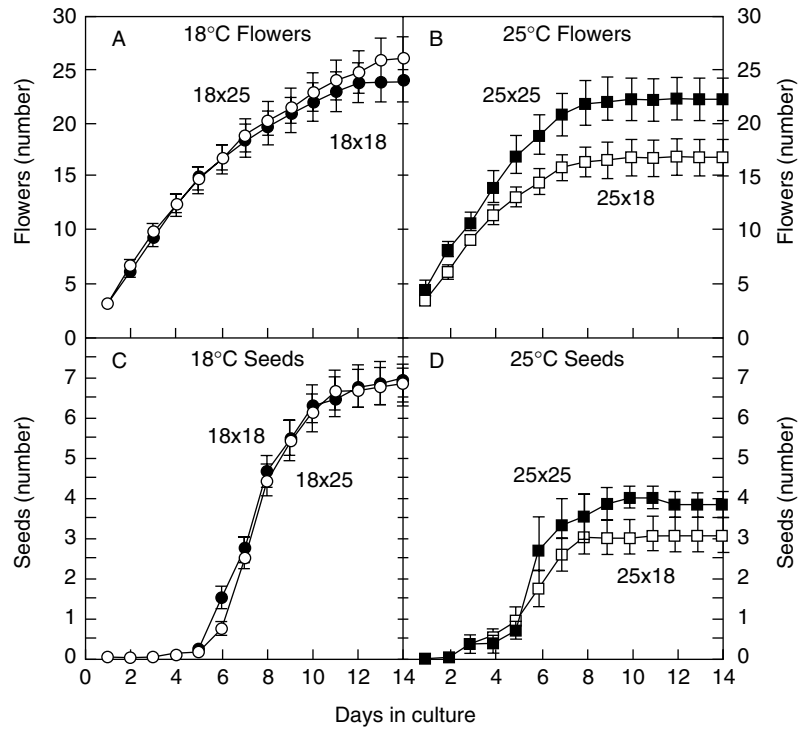 A 18°C Flowers
B 25°C Flowers
Flowers (number)
30
25
20
15
10
5
0
18x25
18x18
25x25
25x18
30
25
20
15
10
5
0
Flowers (number)
C 18°C Seeds
D 25°C Seeds
Seeds (number)
7
6
5
4
3
2
1
0
18x18
18x25
25x25
25x18
7
6
5
4
3
2
1
0
Seeds (number)
0 2 4 6 8 10 12 14 2 4 6 8 10 12 14
Days in culture